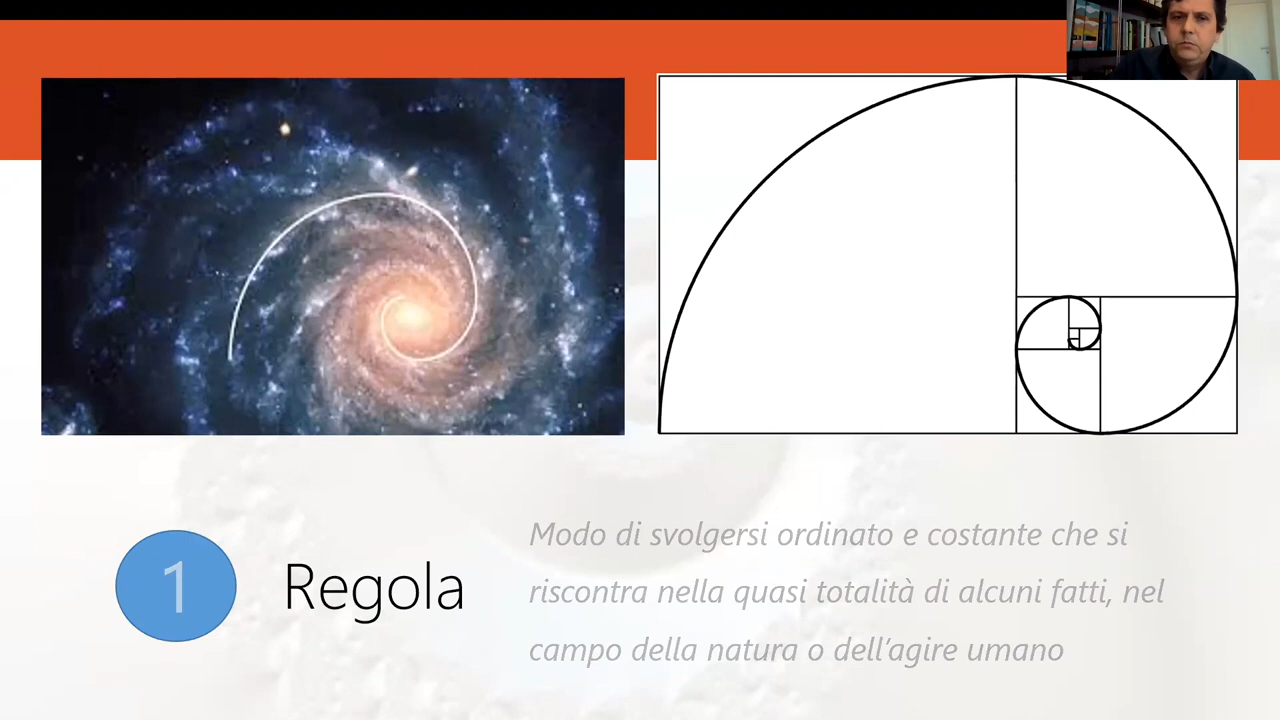 1
Regola
Modo di svolgersi ordinato e costante che si
riscontra nella quasi totalità di alcuni fatti, nel
campo della natura o dell’agire umano